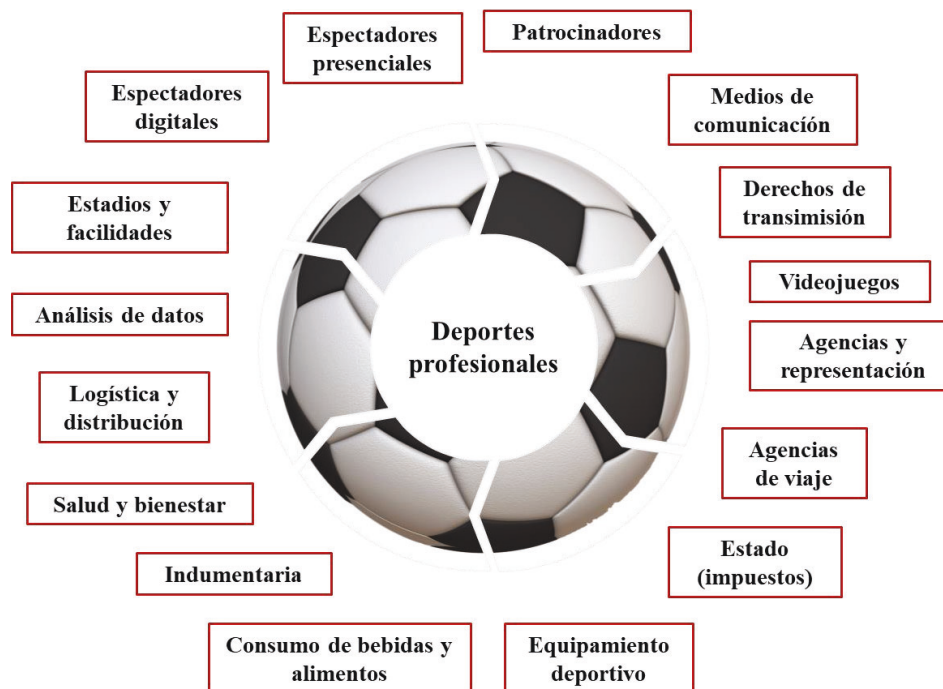 Espectadores
presenciales
Patrocinadores
Espectadores
digitales
Medios de
comunicación
Estadios y
facilidades
Derechos de
transimisión
Videojuegos
Análisis de datos
Deportes
profesionales
Agencias y
representación
Logística y
distribución
Agencias
de viaje
Salud y bienestar
Estado
(impuestos)
Indumentaria
Consumo de bebidas y
alimentos
Equipamiento
deportivo